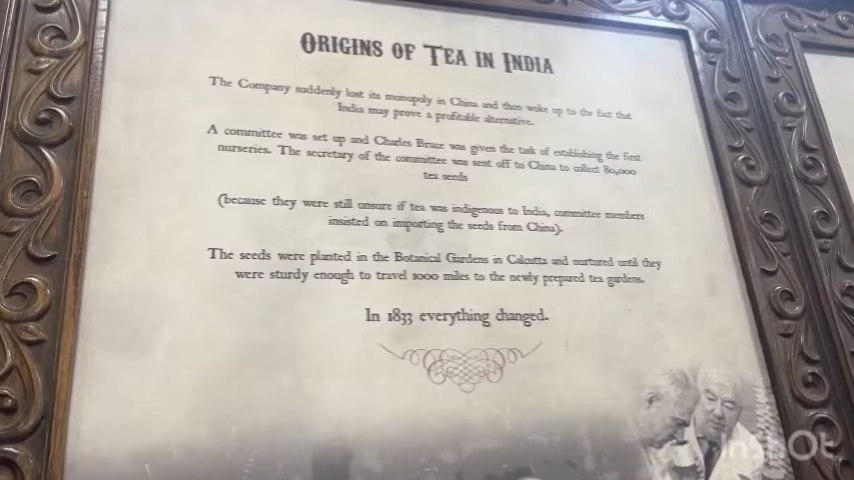 ORIGINS OF TEA IN INDIA
The Company suddenly lost its monopoly in China and then woke up to the fact that
India may prove a profitable alternative.
A committee was set up and Charles Bruce was given the task of establishing the first
nurseries. The secretary of the committee was sent off to China to collect 80,000
tea seeds
(because they were still unsure if tea was indigenous to India, committee members
insisted on importing the seeds from China).
The seeds were planted in the Botanical Gardens in Calcutta and nurtured until they
were sturdy enough to travel 1000 miles to the newly prepared tea gardens.
In 1833 everything changed.
InShOt